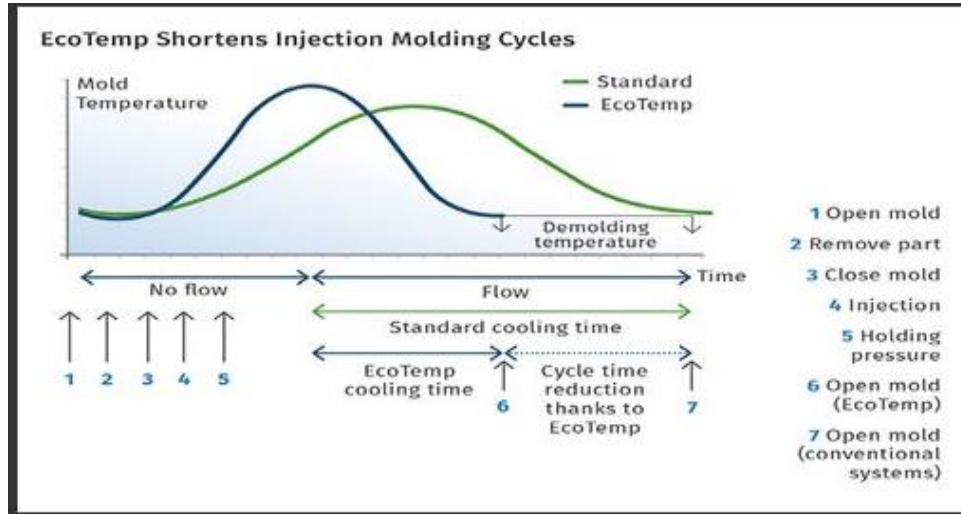 EcoTemp Shortens Injection Molding Cycles
Mold
Temperature
Standard
EcoTemp
Demolding
temperature
Time
No flow
Flow
Standard cooling time
EcoTemp
cooling time
Cycle time
reduction
thanks to
EcoTemp
1
2
3
4
5
6
7
1 Open mold
2 Remove part
3 Close mold
4 Injection
5 Holding
pressure
6 Open mold
(EcoTemp)
7 Open mold
(conventional
systems)